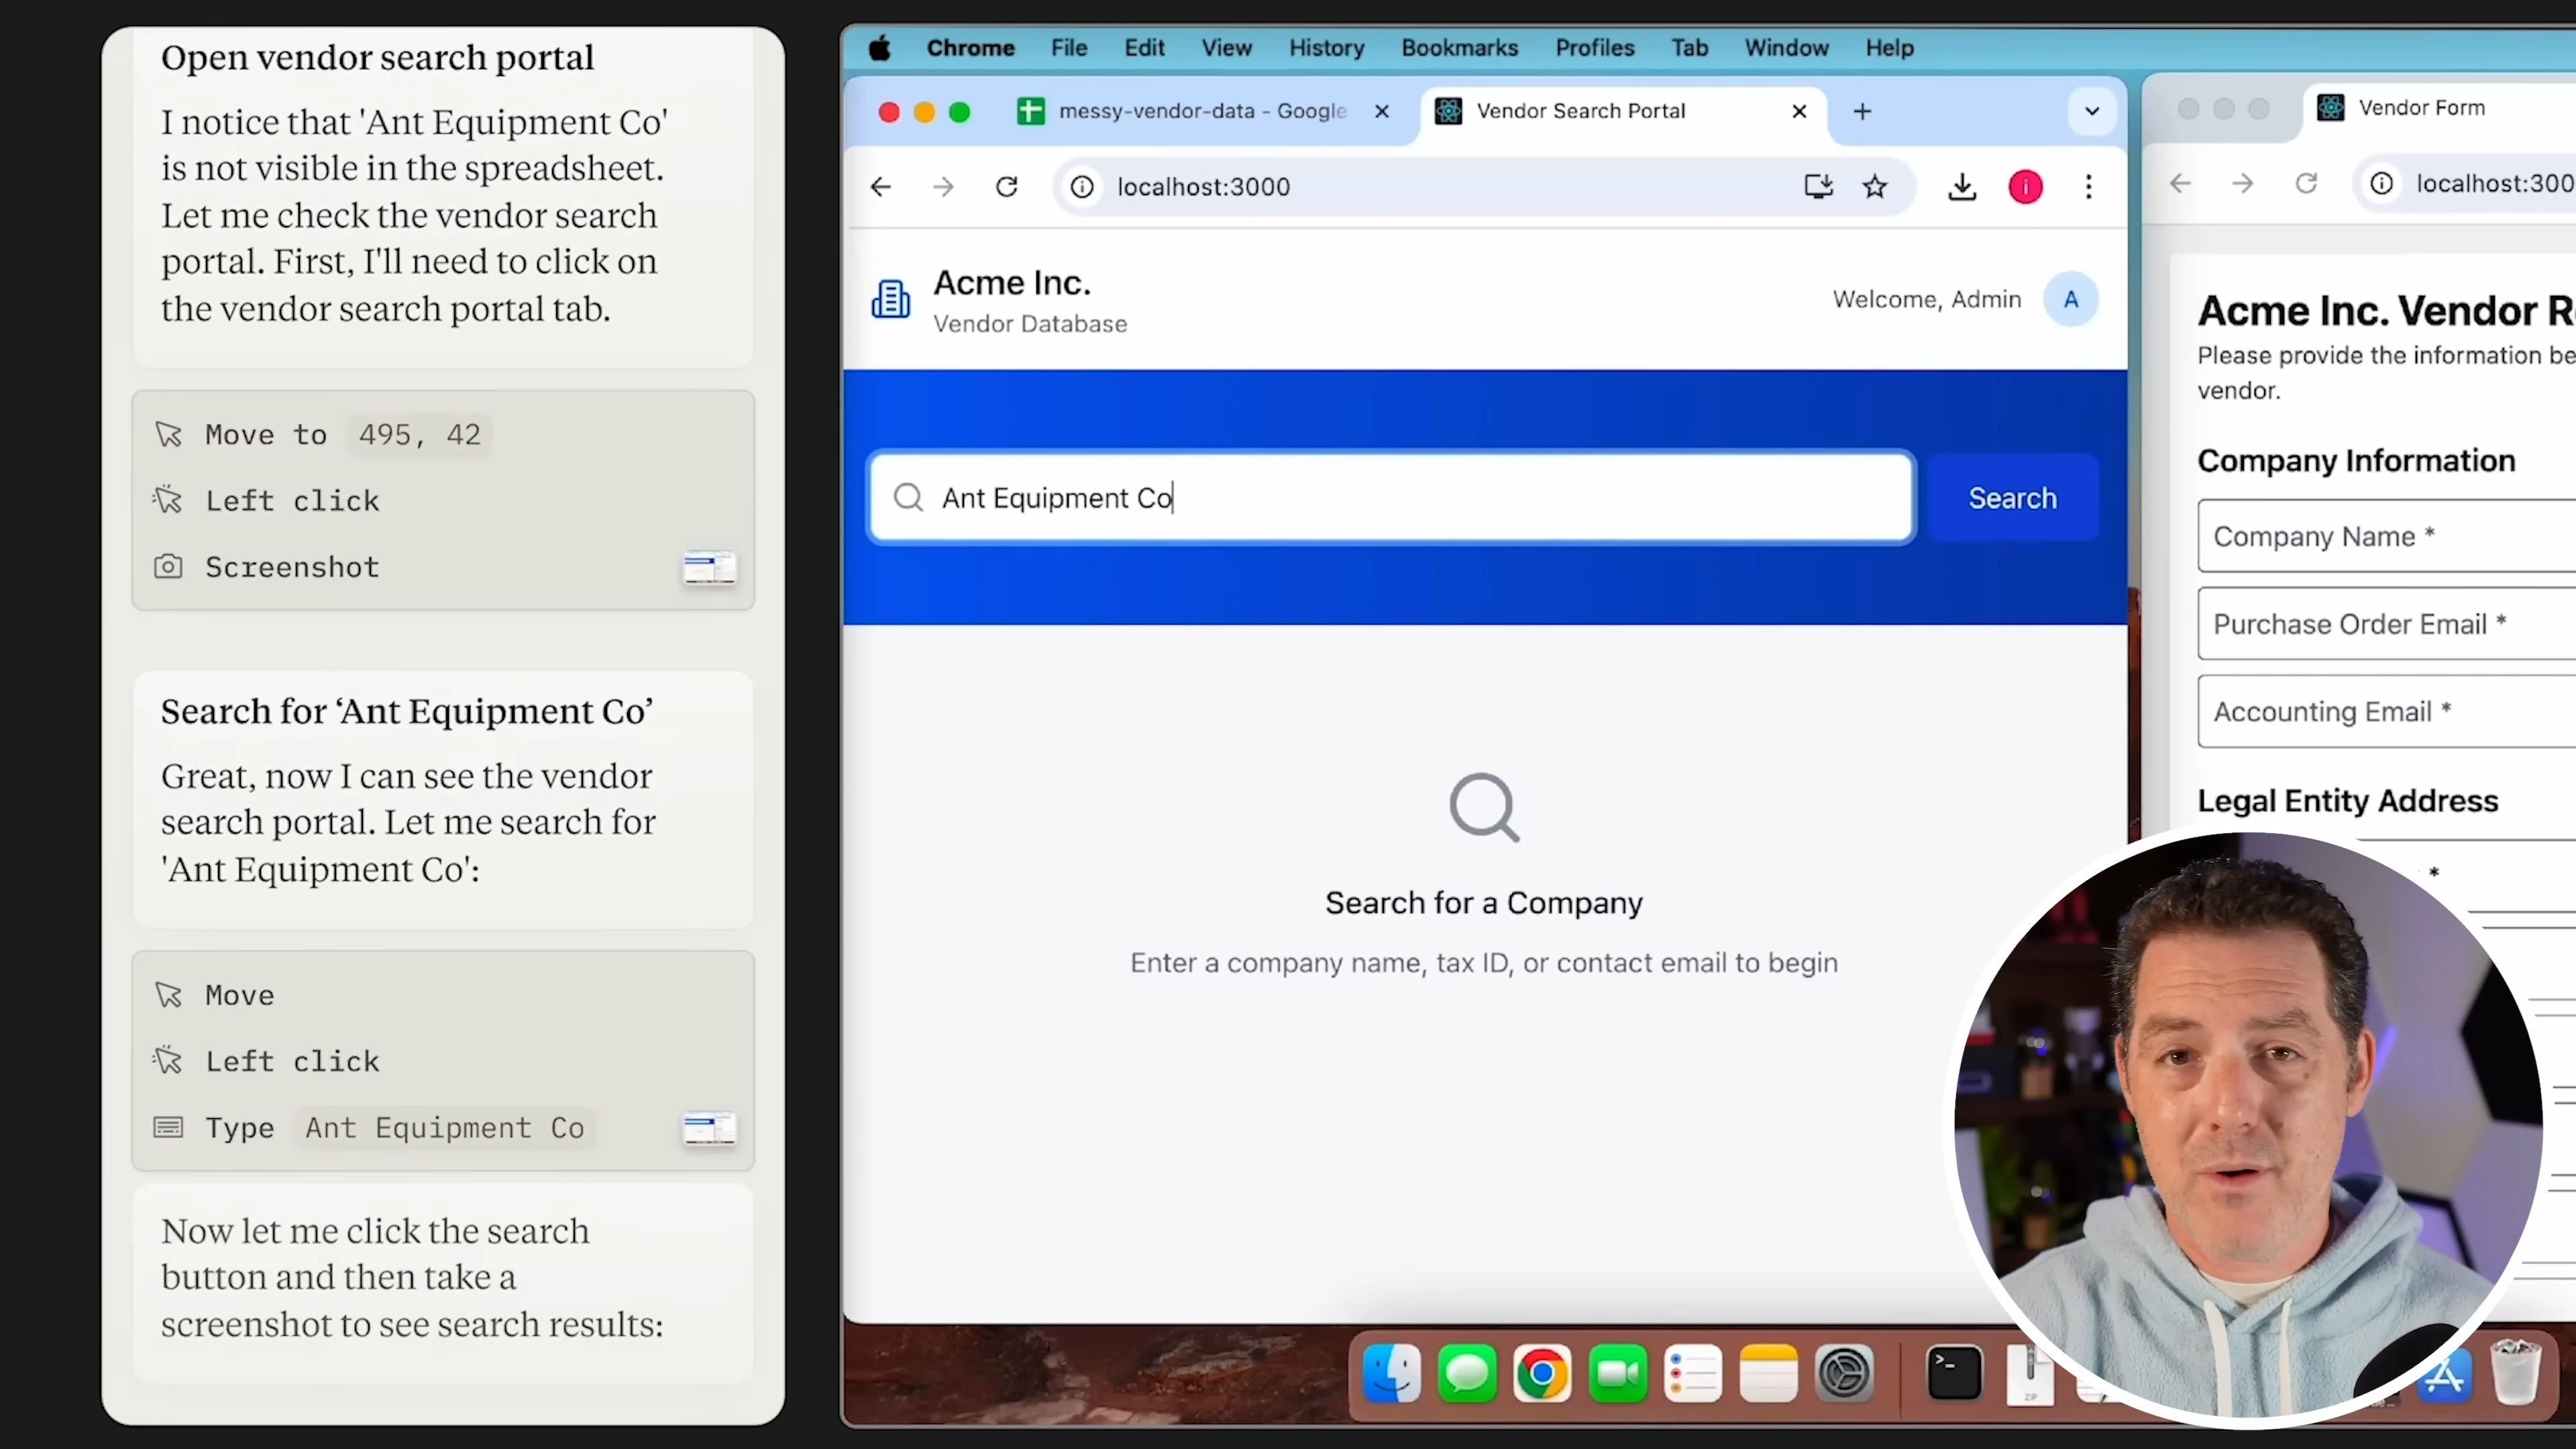 Open vendor search portal
I notice that 'Ant Equipment Co'
is not visible in the spreadsheet.
Let me check the vendor search
portal. First, I'll need to click on
the vendor search portal tab.
Move to 495, 42
Left click
Screenshot
Search for ‘Ant Equipment Co’
Great, now I can see the vendor
search portal. Let me search for
'Ant Equipment Co':
Move
Left click
Type Ant Equipment Co
Now let me click the search
button and then take a
screenshot to see search results:
Chrome File Edit View History Bookmarks Profiles Tab Window Help
messy-vendor-data - Google
Vendor Search Portal
localhost:3000
Acme Inc.
Vendor Database
Welcome, Admin
A
Ant Equipment Co
Search
Search for a Company
Enter a company name, tax ID, or contact email to begin
Vendor Form
localhost:300
Acme Inc. Vendor R
Please provide the information be
vendor.
Company Information
Company Name *
Purchase Order Email *
Accounting Email *
Legal Entity Address
*
ZIP